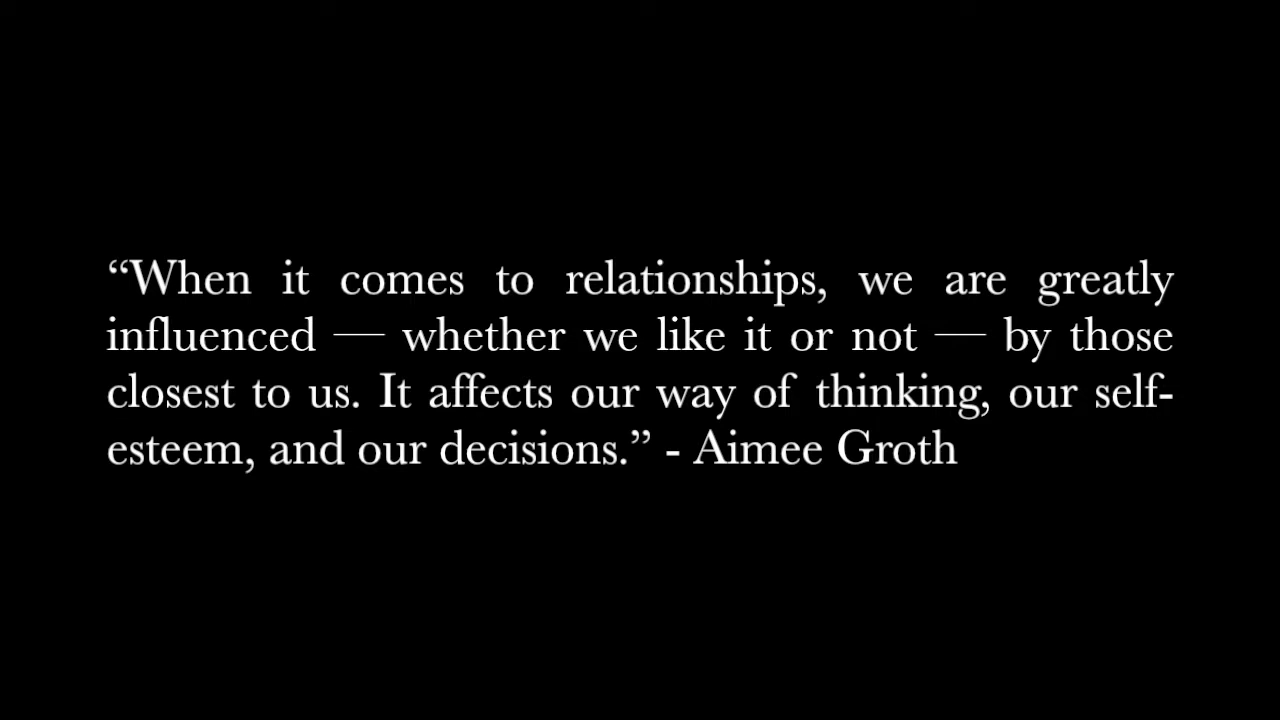 “When it comes to relationships, we are greatly
influenced — whether we like it or not — by those
closest to us. It affects our way of thinking, our self-
esteem, and our decisions.” - Aimee Groth